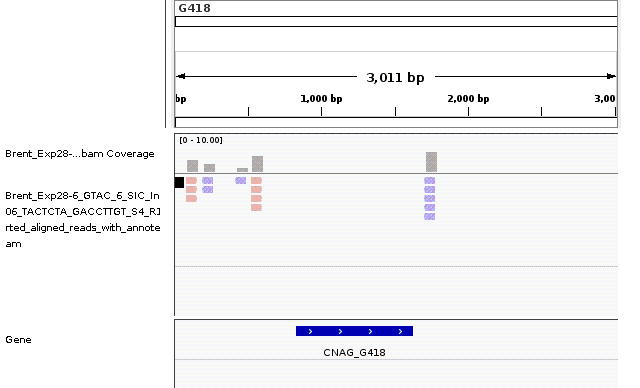 G418
3,011 bp
bp 1,000 bp 2,000 bp 3,00
[0 - 10.00]
Brent_Exp28-...bam Coverage
Brent_Exp28-6_GTAC_6_SIC_In
06_TACTCTA_GACCTTGT_S4_R1
rted_aligned_reads_with_annote
am
Gene
CNAG_G418